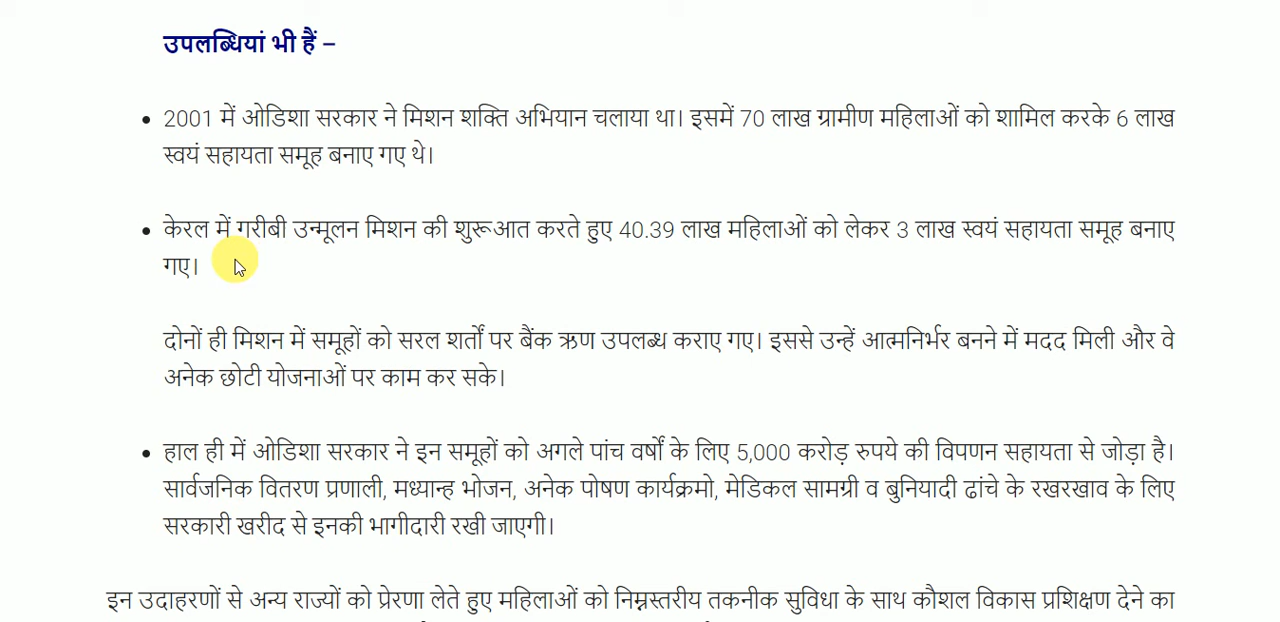 उपलब्धियां भी हैं –
• 2001 में ओडिशा सरकार ने मिशन शक्ति अभियान चलाया था। इसमें 70 लाख ग्रामीण महिलाओं को शामिल करके 6 लाख
स्वयं सहायता समूह बनाए गए थे।
• केरल में गरीबी उन्मूलन मिशन की शुरूआत करते हुए 40.39 लाख महिलाओं को लेकर 3 लाख स्वयं सहायता समूह बनाए
गए।
दोनों ही मिशन में समूहों को सरल शर्तों पर बैंक ऋण उपलब्ध कराए गए। इससे उन्हें आत्मनिर्भर बनने में मदद मिली और वे
अनेक छोटी योजनाओं पर काम कर सके।
• हाल ही में ओडिशा सरकार ने इन समूहों को अगले पांच वर्षों के लिए 5,000 करोड़ रुपये की विपणन सहायता से जोड़ा है।
सार्वजनिक वितरण प्रणाली, मध्यान्ह भोजन, अनेक पोषण कार्यक्रमो, मेडिकल सामग्री व बुनियादी ढांचे के रखरखाव के लिए
सरकारी खरीद से इनकी भागीदारी रखी जाएगी।
इन उदाहरणों से अन्य राज्यों को प्रेरणा लेते हुए महिलाओं को निम्नस्तरीय तकनीक सुविधा के साथ कौशल विकास प्रशिक्षण देने का